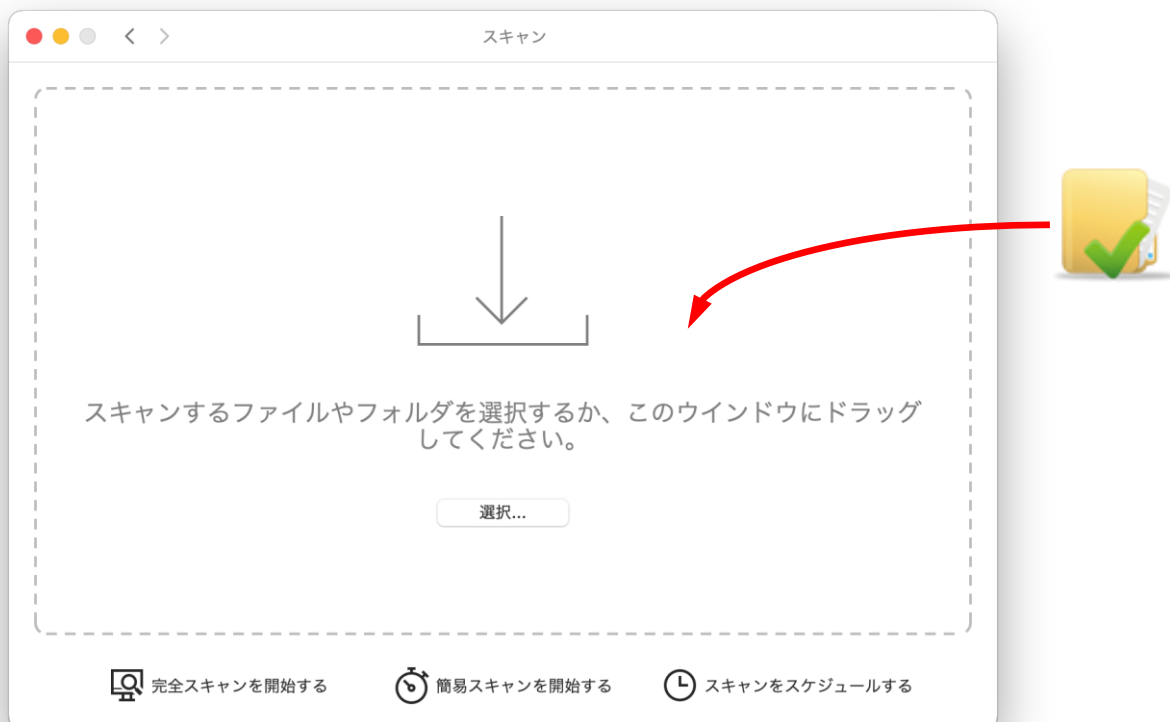 スキャン
スキャンするファイルやフォルダを選択するか、このウインドウにドラッグ
してください。
選択...
完全スキャンを開始する
簡易スキャンを開始する
スキャンをスケジュールする